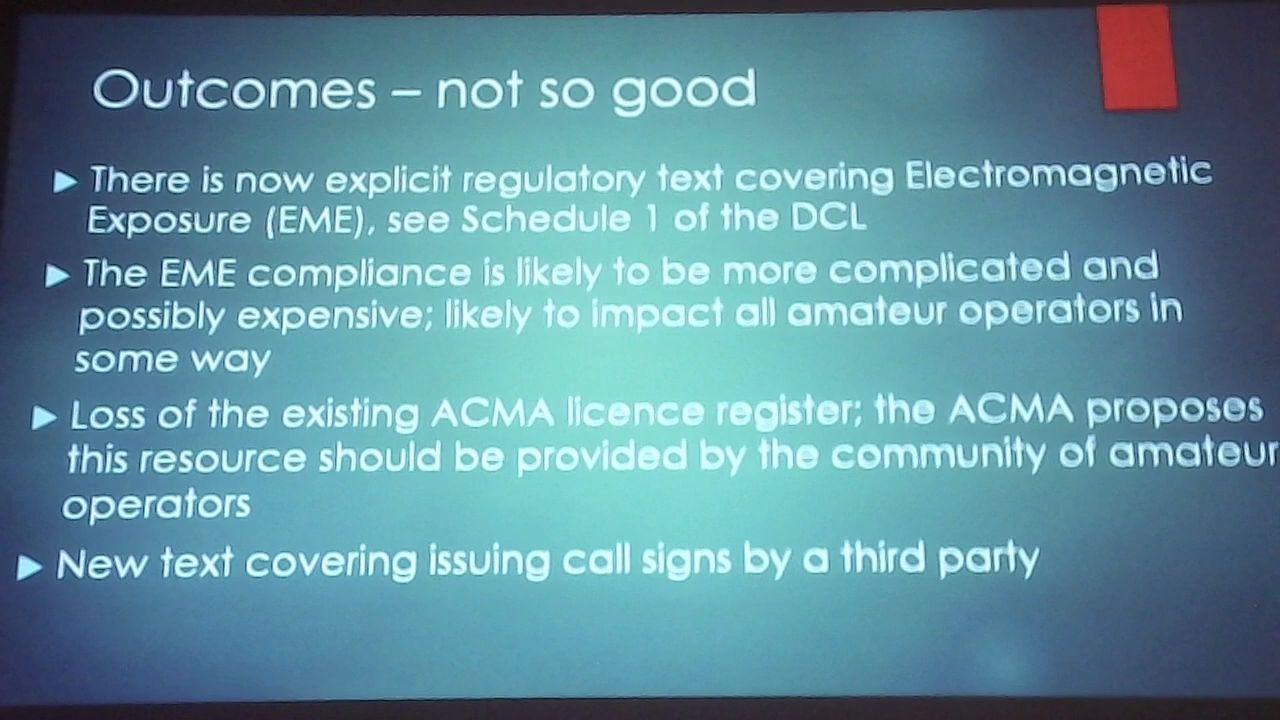 Outcomes – not so good
There is now explicit regulatory text covering Electromagnetic
Exposure (EME), see Schedule 1 of the DCL
The EME compliance is likely to be more complicated and
possibly expensive; likely to impact all amateur operators in
some way
Loss of the existing ACMA licence register; the ACMA proposes
this resource should be provided by the community of amateur
operators
New text covering issuing call signs by a third party